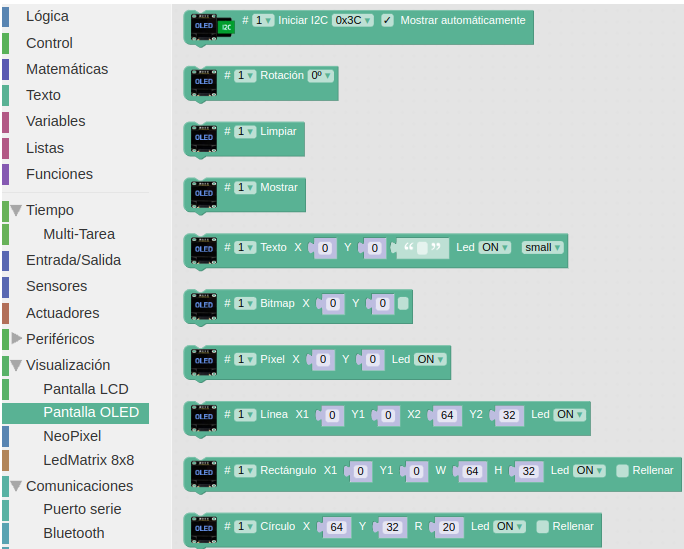 Lógica
Control
Matemáticas
Texto
Variables
Listas
Funciones
Tiempo
Multi-Tarea
Entrada/Salida
Sensores
Actuadores
Periféricos
Visualización
Pantalla LCD
Pantalla OLED
NeoPixel
LedMatrix 8x8
Comunicaciones
Puerto serie
Bluetooth
OLED I2C # 1 Iniciar I2C 0x3C ✓ Mostrar automáticamente
OLED # 1 Rotación 0º
OLED # 1 Limpiar
OLED # 1 Mostrar
OLED # 1 Texto X 0 Y 0 “ ” Led ON small
OLED # 1 Bitmap X 0 Y 0
OLED # 1 Píxel X 0 Y 0 Led ON
OLED # 1 Línea X1 0 Y1 0 X2 64 Y2 32 Led ON
OLED # 1 Rectángulo X1 0 Y1 0 W 64 H 32 Led ON Rellenar
OLED # 1 Círculo X 64 Y 32 R 20 Led ON Rellenar